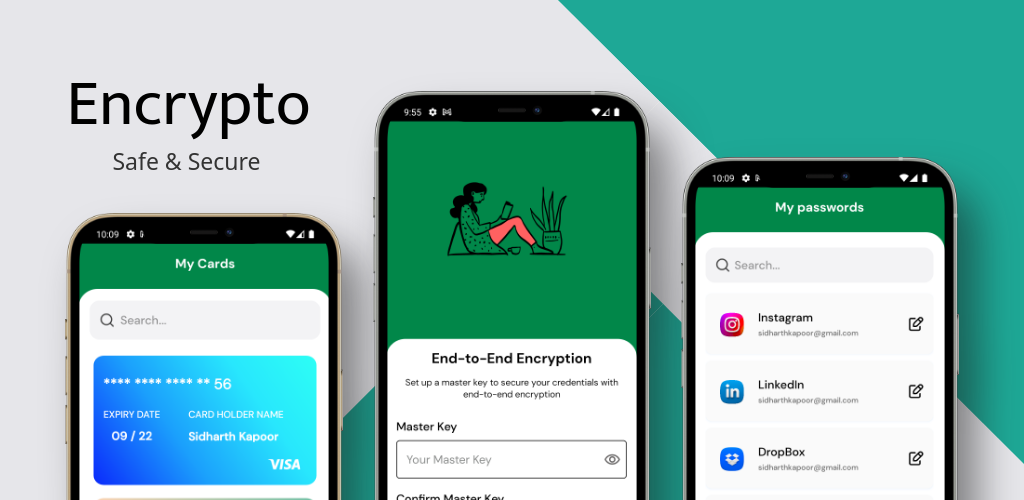 Encrypto
Safe & Secure
10:09
My Cards
Search...
**** **** **** ** 56
EXPIRY DATE
CARD HOLDER NAME
09 / 22
Sidharth Kapoor
VISA
9:55
End-to-End Encryption
Set up a master key to secure your credentials with
end-to-end encryption
Master Key
Your Master Key
Confirm Master Key
10:09
My passwords
Search...
Instagram
sidharthkapoor@gmail.com
LinkedIn
sidharthkapoor@gmail.com
DropBox
sidharthkapoor@gmail.com